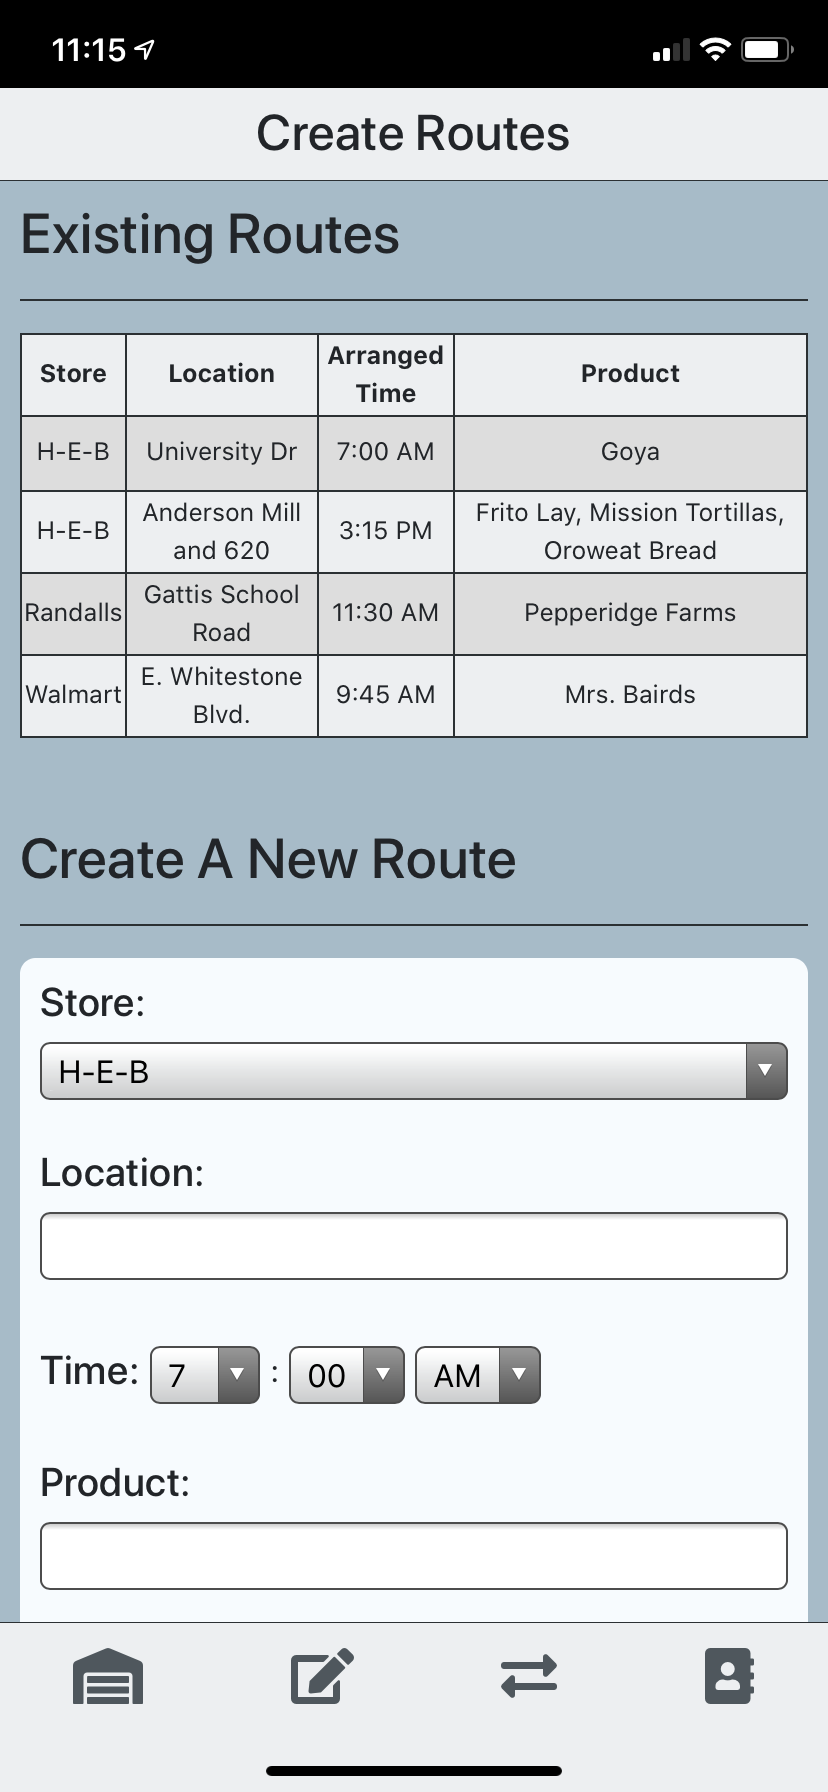 11:15
Create Routes
Existing Routes
Store Location Arranged Time Product
H-E-B University Dr 7:00 AM Goya
H-E-B Anderson Mill and 620 3:15 PM Frito Lay, Mission Tortillas, Oroweat Bread
Randalls Gattis School Road 11:30 AM Pepperidge Farms
Walmart E. Whitestone Blvd. 9:45 AM Mrs. Bairds
Create A New Route
Store:
H-E-B
Location:
Time: 7 : 00 AM
Product: